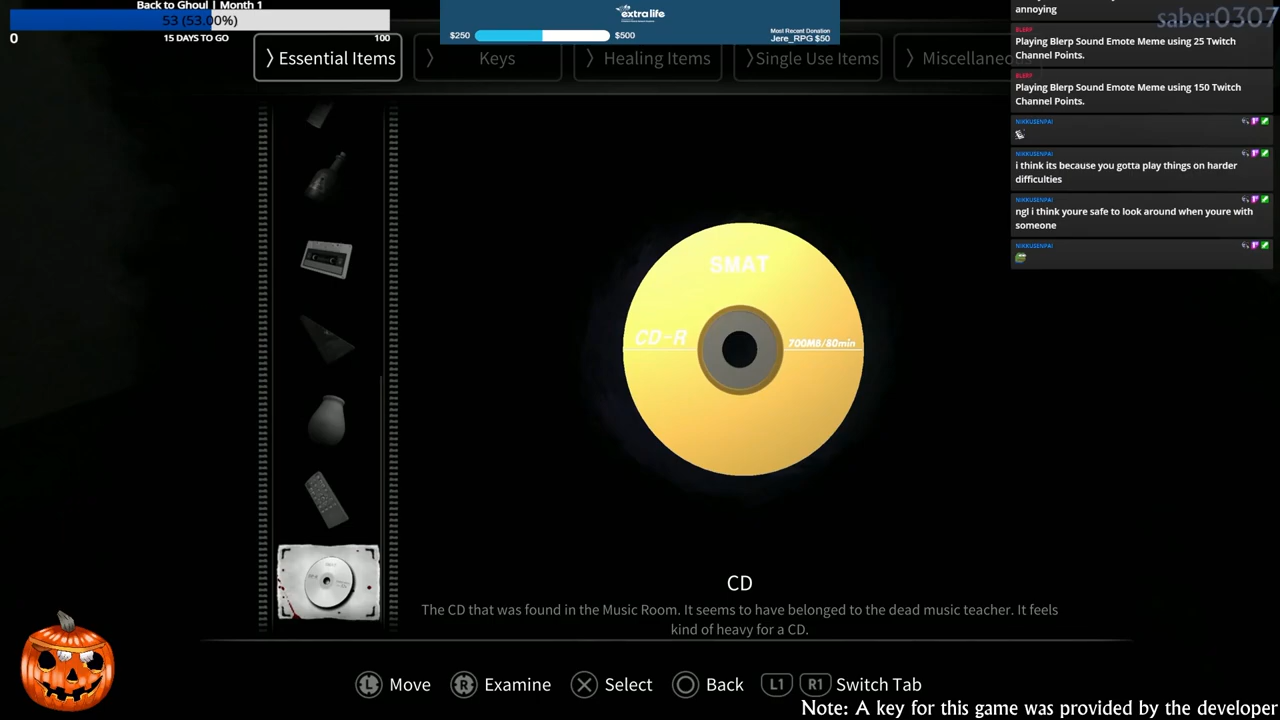 Back to Ghoul | Month 1
53 (53.00%)
0
15 DAYS TO GO
100
extra life
$250
$500
Most Recent Donation
Jere_RPG $50
saber0307
annoying
BLERP
Playing Blerp Sound Emote Meme using 25 Twitch
Channel Points.
BLERP
Playing Blerp Sound Emote Meme using 150 Twitch
Channel Points.
NIKKUSENPAI
NIKKUSENPAI
i think its because you gotta play things on harder
difficulties
NIKKUSENPAI
ngl i think you need to look around when youre with
someone
NIKKUSENPAI
Essential Items
Keys
Healing Items
Single Use Items
Miscellaneo
SMAT
CD-R
700MB/80min
CD
The CD that was found in the Music Room. It seems to have belonged to the dead music teacher. It feels
kind of heavy for a CD.
L Move
R Examine
Select
Back
L1 R1 Switch Tab
Note: A key for this game was provided by the developer